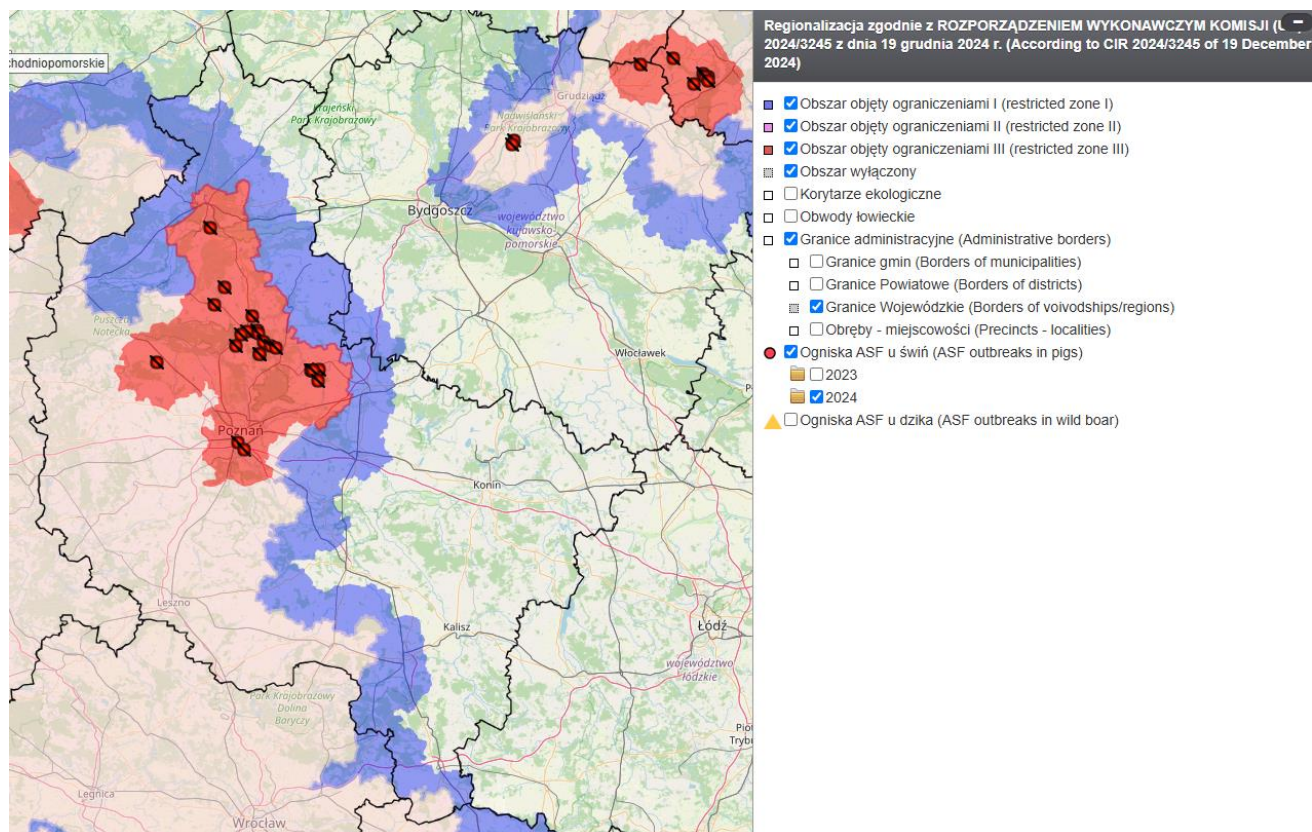 chodniopomorskie
Krajeński
Park Krajobrazowy
Grudziądz
Nadwiślański
Park Krajobrazowy
Bydgoszcz
województwo
kujawsko-
pomorskie
Puszcza
Notecka
Włocławek
Poznań
Konin
Leszno
Kalisz
Łódź
województwo
łódzkie
Park Krajobrazowy
Dolina
Baryczy
Piot
Trybu
Legnica
Wrocław
Regionalizacja zgodnie z ROZPORZĄDZENIEM WYKONAWCZYM KOMISJI
2024/3245 z dnia 19 grudnia 2024 r. (According to CIR 2024/3245 of 19 December
2024)
Obszar objęty ograniczeniami I (restricted zone I)
Obszar objęty ograniczeniami II (restricted zone II)
Obszar objęty ograniczeniami III (restricted zone III)
Obszar wyłączony
Korytarze ekologiczne
Obwody łowieckie
Granice administracyjne (Administrative borders)
Granice gmin (Borders of municipalities)
Granice Powiatowe (Borders of districts)
Granice Wojewódzkie (Borders of voivodships/regions)
Obręby - miejscowości (Precincts - localities)
Ogniska ASF u świń (ASF outbreaks in pigs)
2023
2024
Ogniska ASF u dzika (ASF outbreaks in wild boar)